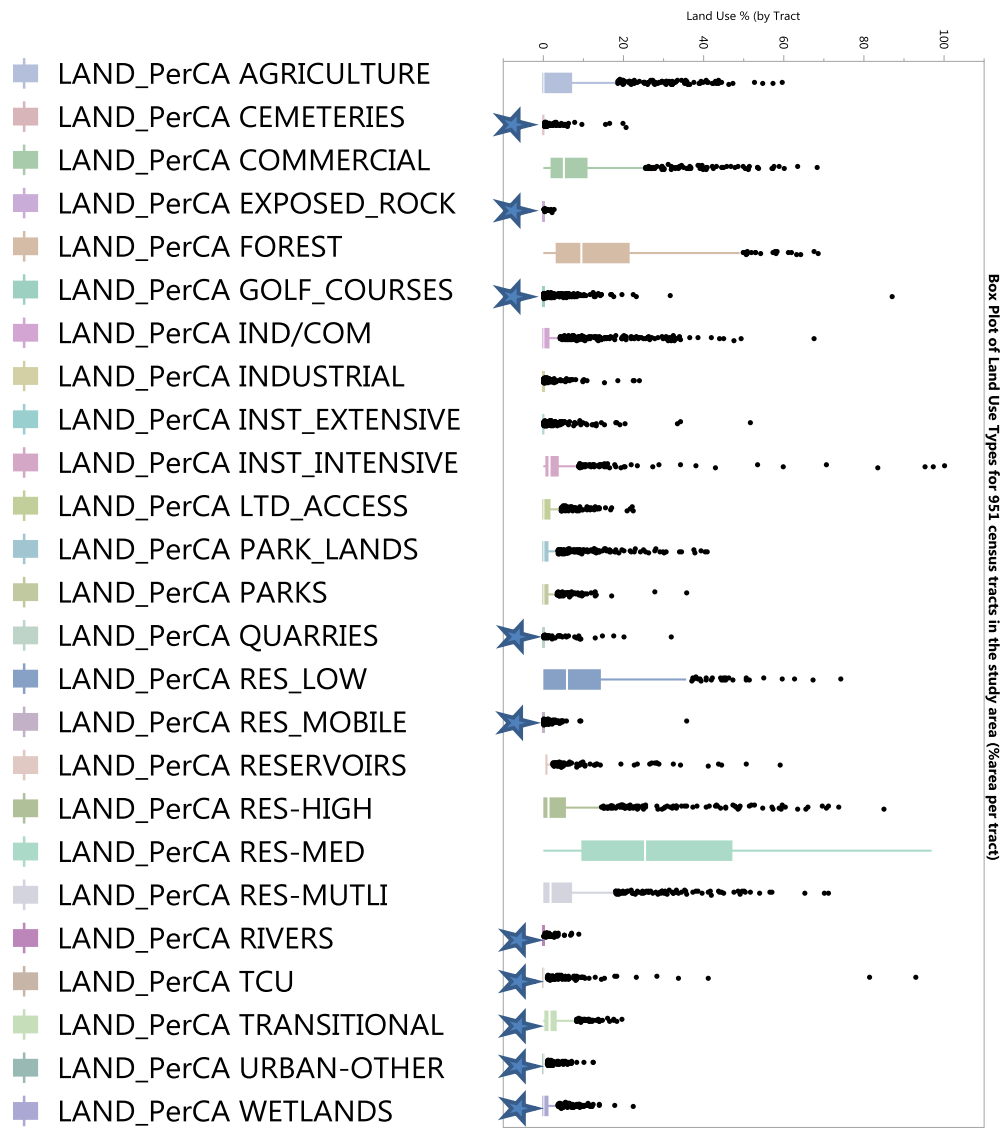 Land Use % (by Tract
0 20 40 60 80 100
LAND_PerCA AGRICULTURE
LAND_PerCA CEMETERIES
LAND_PerCA COMMERCIAL
LAND_PerCA EXPOSED_ROCK
LAND_PerCA FOREST
LAND_PerCA GOLF_COURSES
LAND_PerCA IND/COM
LAND_PerCA INDUSTRIAL
LAND_PerCA INST_EXTENSIVE
LAND_PerCA INST_INTENSIVE
LAND_PerCA LTD_ACCESS
LAND_PerCA PARK_LANDS
LAND_PerCA PARKS
LAND_PerCA QUARRIES
LAND_PerCA RES_LOW
LAND_PerCA RES_MOBILE
LAND_PerCA RESERVOIRS
LAND_PerCA RES-HIGH
LAND_PerCA RES-MED
LAND_PerCA RES-MUTLI
LAND_PerCA RIVERS
LAND_PerCA TCU
LAND_PerCA TRANSITIONAL
LAND_PerCA URBAN-OTHER
LAND_PerCA WETLANDS
Box Plot of Land Use Types for 951 census tracts in the study area (%area per tract)